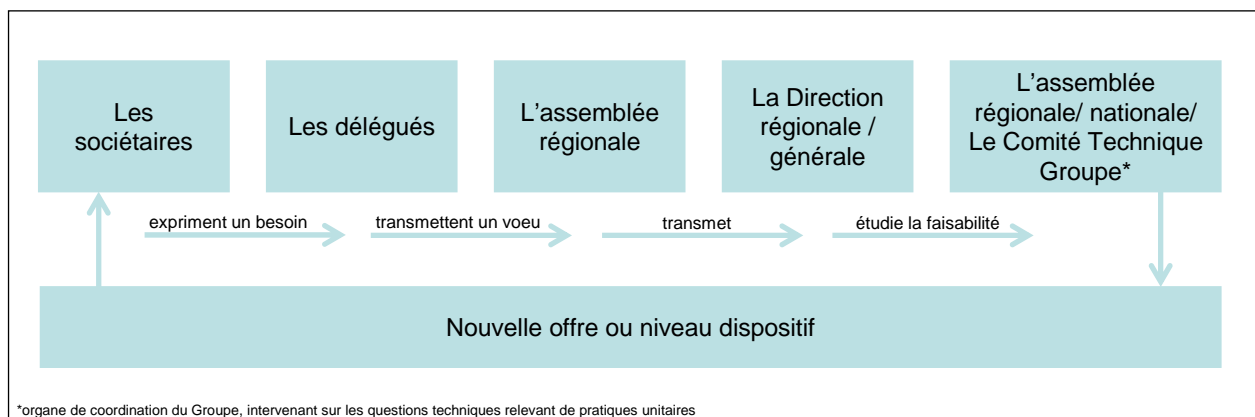 Les
sociétaires
Les délégués
L'assemblée
régionale
La Direction
régionale /
générale
L'assemblée
régionale/ nationale/
Le Comité Technique
Groupe*
expriment un besoin
transmettent un voeu
transmet
étudie la faisabilité
Nouvelle offre ou niveau dispositif
*organe de coordination du Groupe, intervenant sur les questions techniques relevant de pratiques unitaires